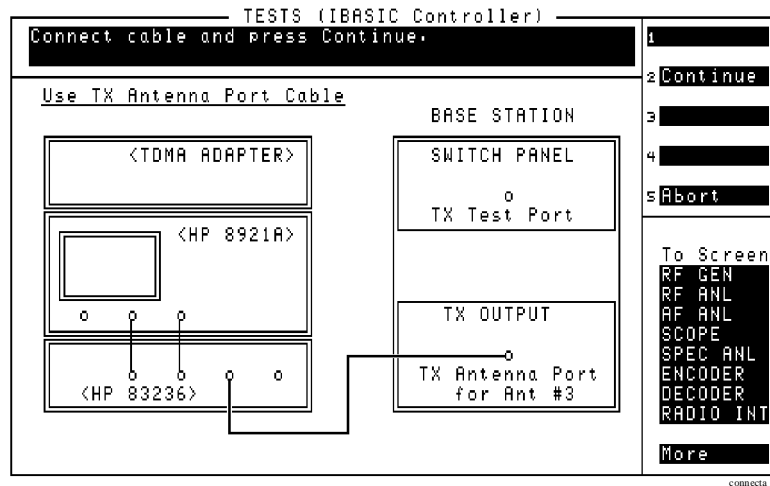 TESTS (IBASIC Controller)
Connect cable and press Continue.
Use TX Antenna Port Cable
BASE STATION
<TDMA ADAPTER>
SWITCH PANEL
TX Test Port
<HP 8921A>
TX OUTPUT
TX Antenna Port
for Ant #3
<HP 83236>
1
2 Continue
3
4
5 Abort
To Screen
RF GEN
RF ANL
AF ANL
SCOPE
SPEC ANL
ENCODER
DECODER
RADIO INT
More
connecta